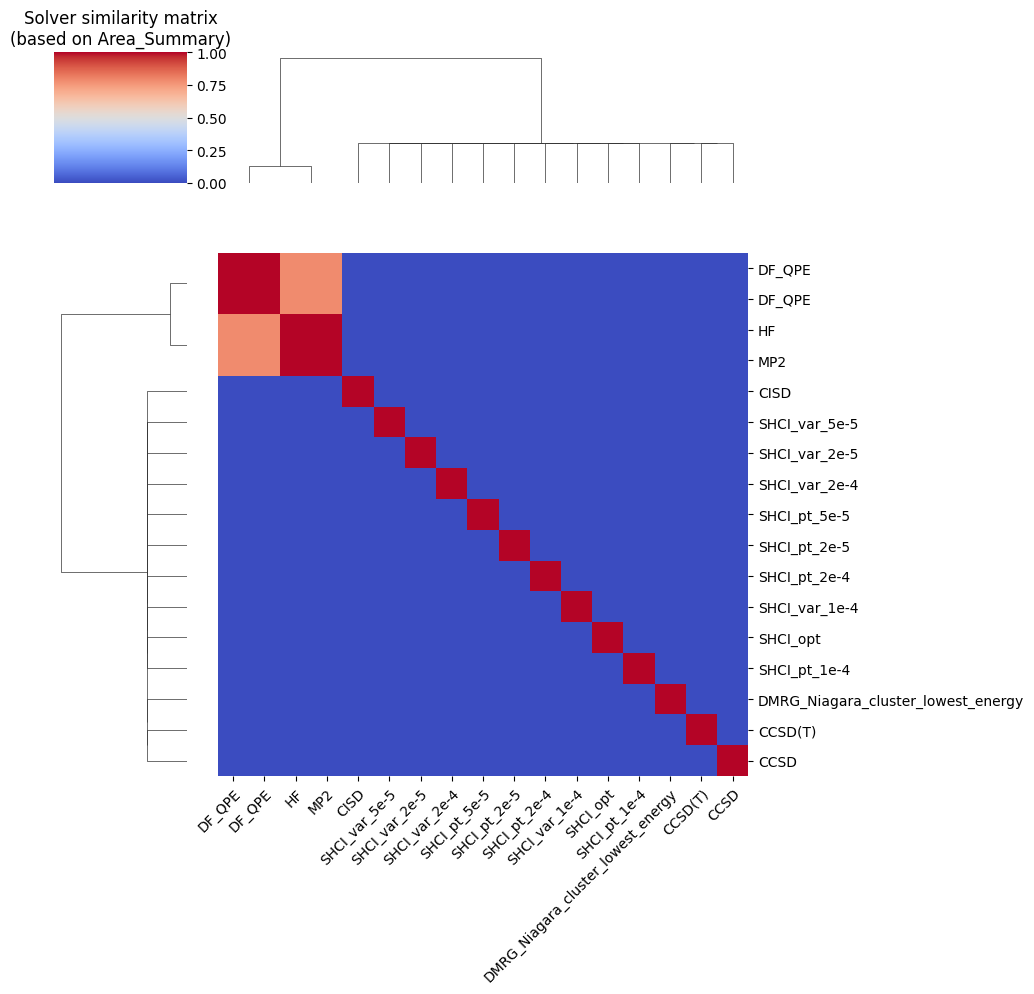 Solver similarity matrix
(based on Area_Summary)
1.00
0.75
0.50
0.25
0.00
DF_QPE
DF_QPE
HF
MP2
CISD
SHCI_var_5e-5
SHCI_var_2e-5
SHCI_var_2e-4
SHCI_pt_5e-5
SHCI_pt_2e-5
SHCI_pt_2e-4
SHCI_var_1e-4
SHCI_opt
SHCI_pt_1e-4
DMRG_Niagara_cluster_lowest_energy
CCSD(T)
CCSD
DF_QPE
DF_QPE
HF
MP2
CISD
SHCI_var_5e-5
SHCI_var_2e-5
SHCI_var_2e-4
SHCI_pt_5e-5
SHCI_pt_2e-5
SHCI_pt_2e-4
SHCI_var_1e-4
SHCI_opt
SHCI_pt_1e-4
DMRG_Niagara_cluster_lowest_energy
CCSD(T)
CCSD